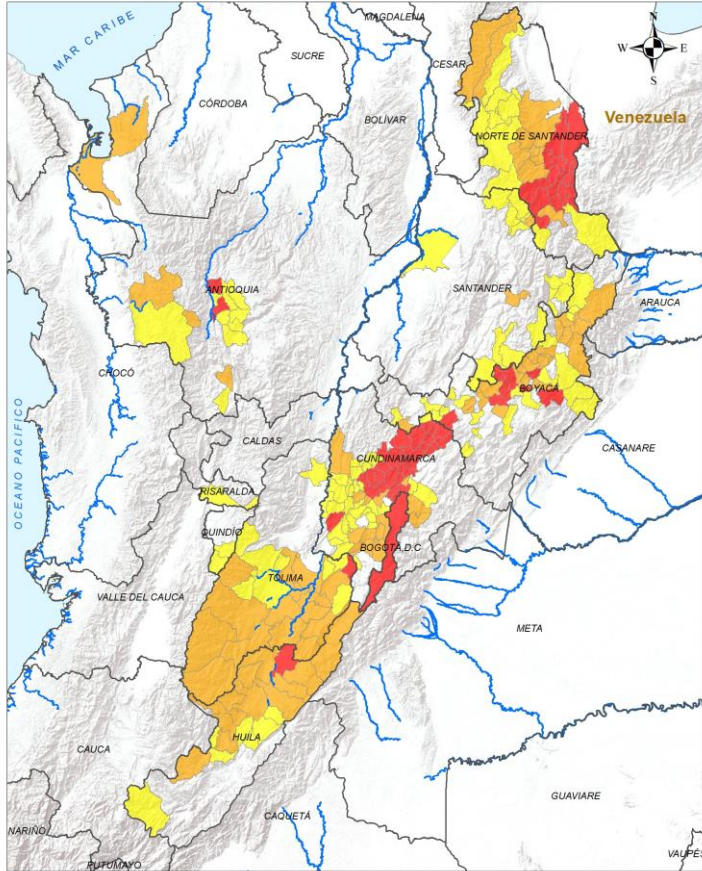 MAGDALENA
MAR CARIBE
SUCRE
CESAR
N
W E
S
CÓRDOBA
BOLÍVAR
Venezuela
NORTE DE SANTANDER
ANTIOQUIA
SANTANDER
ARAUCA
CHOCÓ
BOYACÁ
CALDAS
CUNDINAMARCA
CASANARE
OCEANO PACIFICO
RISARALDA
QUINDÍO
BOGOTÁ, D.C
TOLIMA
VALLE DEL CAUCA
META
HUILA
CAUCA
GUAVIARE
CAQUETÁ
NARIÑO
PUTUMAYO
VAUPÉS